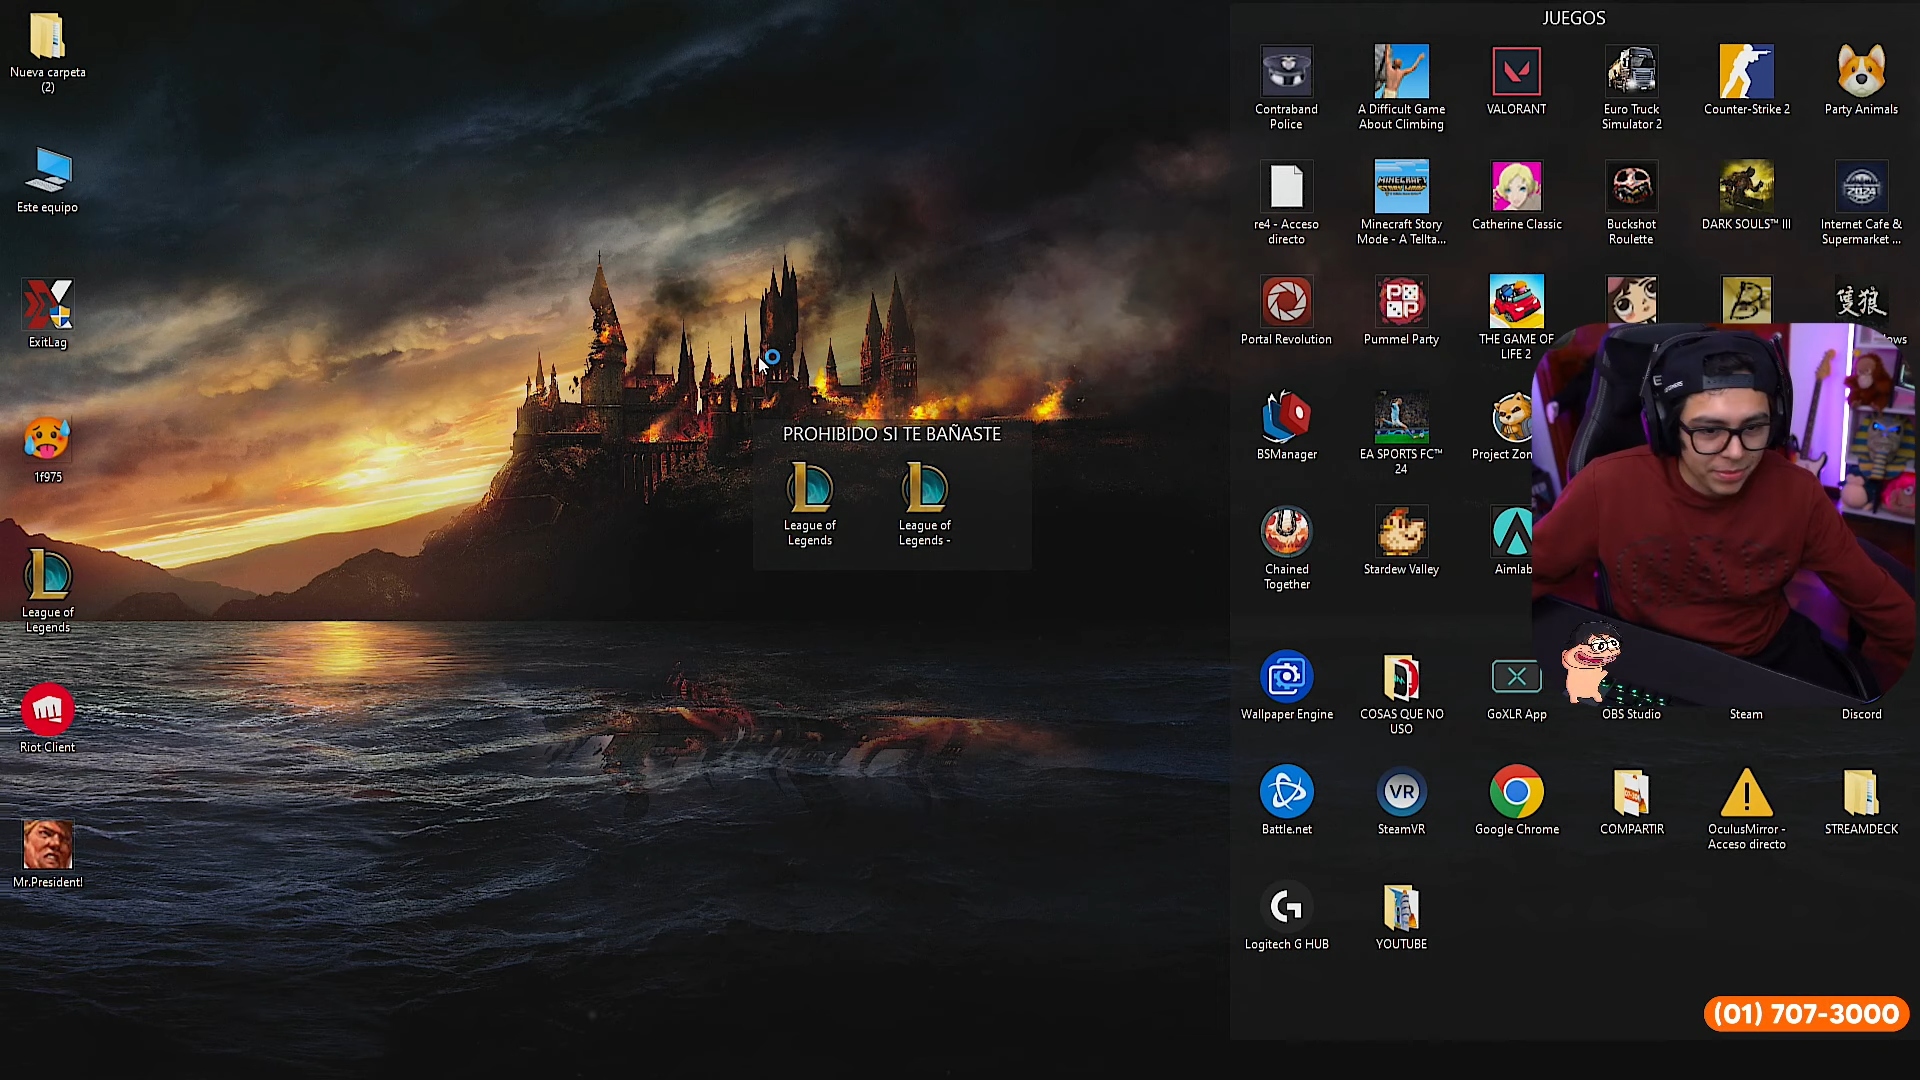 Nueva carpeta
(2)
Este equipo
ExitLag
1f975
League of
Legends
Riot Client
Mr.President!
PROHIBIDO SI TE BAÑASTE
League of
Legends
League of
Legends -
JUEGOS
Contraband
Police
A Difficult Game
About Climbing
VALORANT
Euro Truck
Simulator 2
Counter-Strike 2
Party Animals
re4 - Acceso
directo
MINECRAFT
Minecraft Story
Mode - A Tellta...
Catherine Classic
Buckshot
Roulette
DARK SOULS™ III
2024
Internet Cafe &
Supermarket ...
Portal Revolution
Pummel Party
THE GAME OF
LIFE 2
隻狼
BSManager
EA SPORTS FC™
24
Project Zon
Chained
Together
Stardew Valley
Aimlab
Wallpaper Engine
COSAS QUE NO
USO
GoXLR App
OBS Studio
Steam
Discord
Battle.net
VR
SteamVR
Google Chrome
COMPARTIR
OculusMirror -
Acceso directo
STREAMDECK
Logitech G HUB
YOUTUBE
(01) 707-3000